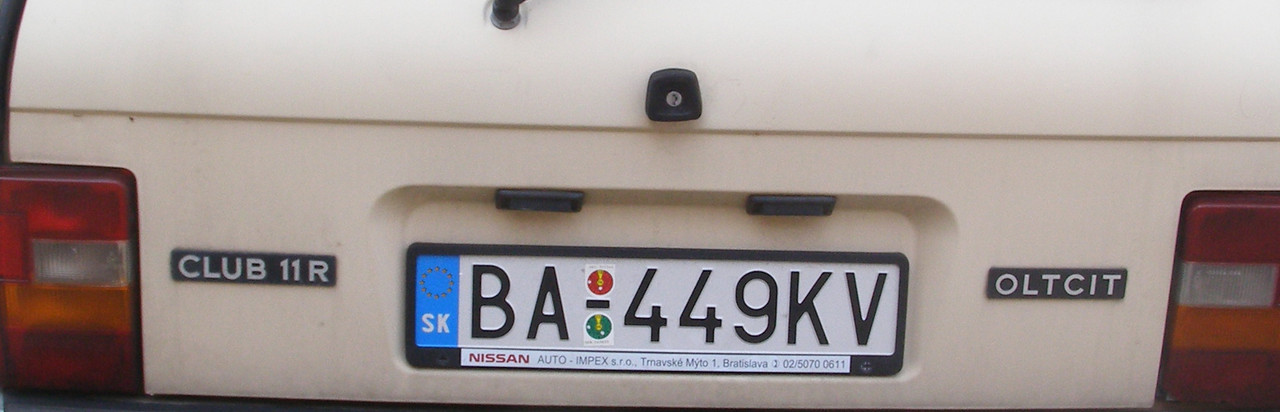 CLUB 11R
SK BA-449KV
NISSAN AUTO - IMPEX s.r.o., Trnavské Mýto 1, Bratislava ✆ 02/5070 0611
OLTCIT